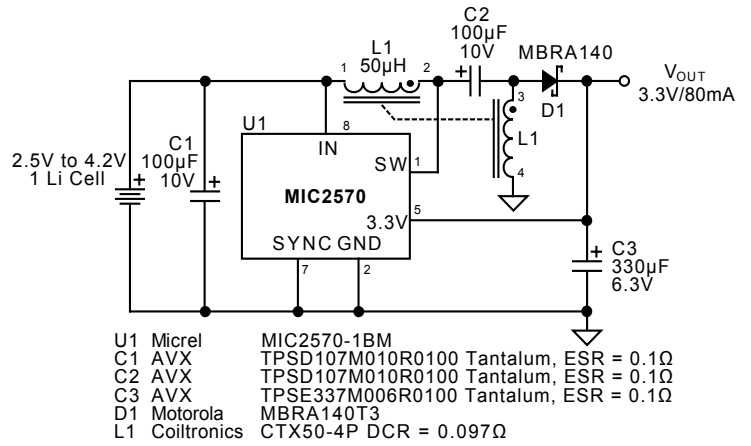 C2
100µF
10V
MBRA140
L1
50µH
1
2
+
VOUT
3.3V/80mA
D1
3
L1
4
U1
8
IN
C1
100µF
10V
+
2.5V to 4.2V
1 Li Cell
+
SW
1
MIC2570
3.3V
5
SYNC GND
7
2
+
C3
330µF
6.3V
U1 Micrel MIC2570-1BM
C1 AVX TPSD107M010R0100 Tantalum, ESR = 0.1Ω
C2 AVX TPSD107M010R0100 Tantalum, ESR = 0.1Ω
C3 AVX TPSE337M006R0100 Tantalum, ESR = 0.1Ω
D1 Motorola MBRA140T3
L1 Coiltronics CTX50-4P DCR = 0.097Ω